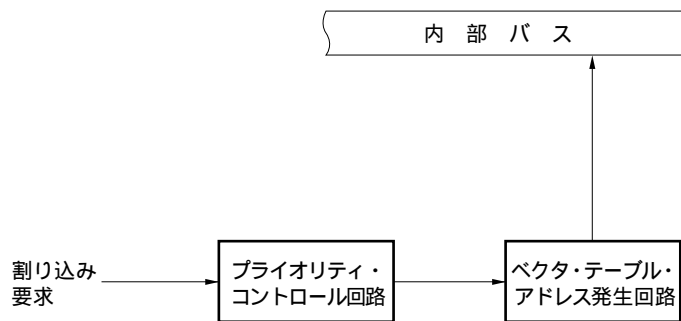 内 部 バ ス
割り込み
要求
プライオリティ・
コントロール回路
ベクタ・テーブル・
アドレス発生回路